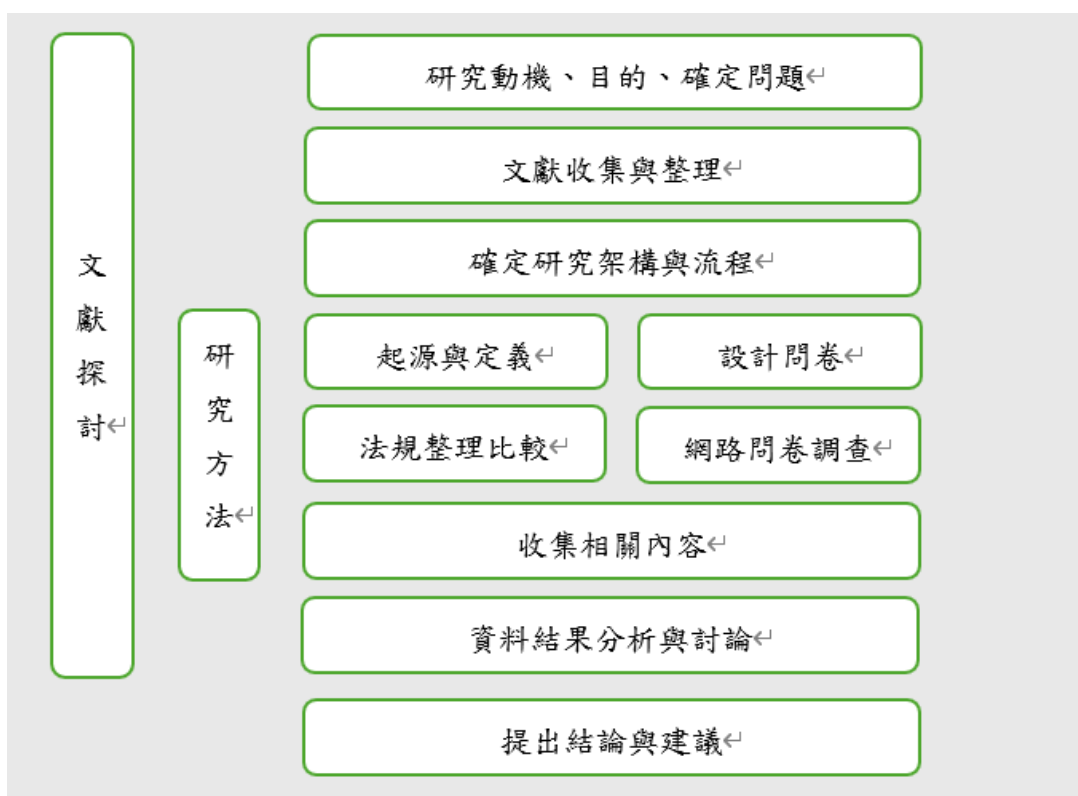 文獻探討↵
研究方法↵
研究動機、目的、確定問題↵
文獻收集與整理↵
確定研究架構與流程↵
起源與定義↵
設計問卷↵
法規整理比較↵
網路問卷調查↵
收集相關內容↵
資料結果分析與討論↵
提出結論與建議↵